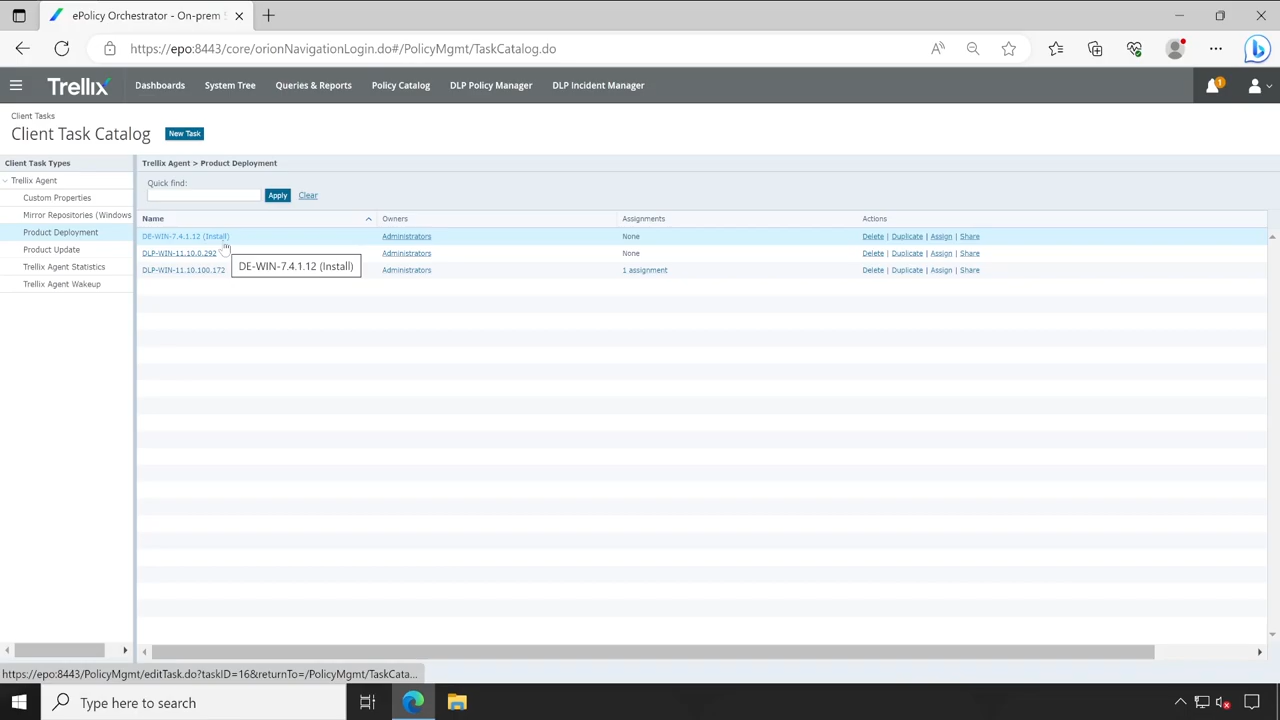 ePolicy Orchestrator - On-prem
https://epo:8443/core/orionNavigationLogin.do#/PolicyMgmt/TaskCatalog.do
Trellix
Dashboards
System Tree
Queries & Reports
Policy Catalog
DLP Policy Manager
DLP Incident Manager
1
Client Tasks
Client Task Catalog
New Task
Client Task Types
Trellix Agent
Custom Properties
Mirror Repositories (Windows
Product Deployment
Product Update
Trellix Agent Statistics
Trellix Agent Wakeup
Trellix Agent > Product Deployment
Quick find:
Apply
Clear
Name Owners Assignments Actions
DE-WIN-7.4.1.12 (Install) Administrators None Delete | Duplicate | Assign | Share
DLP-WIN-11.10.0.292 Administrators None Delete | Duplicate | Assign | Share
DE-WIN-7.4.1.12 (Install)
DLP-WIN-11.10.100.172 Administrators 1 assignment Delete | Duplicate | Assign | Share
https://epo:8443/PolicyMgmt/editTask.do?taskID=16&returnTo=/PolicyMgmt/TaskCata...
Type here to search